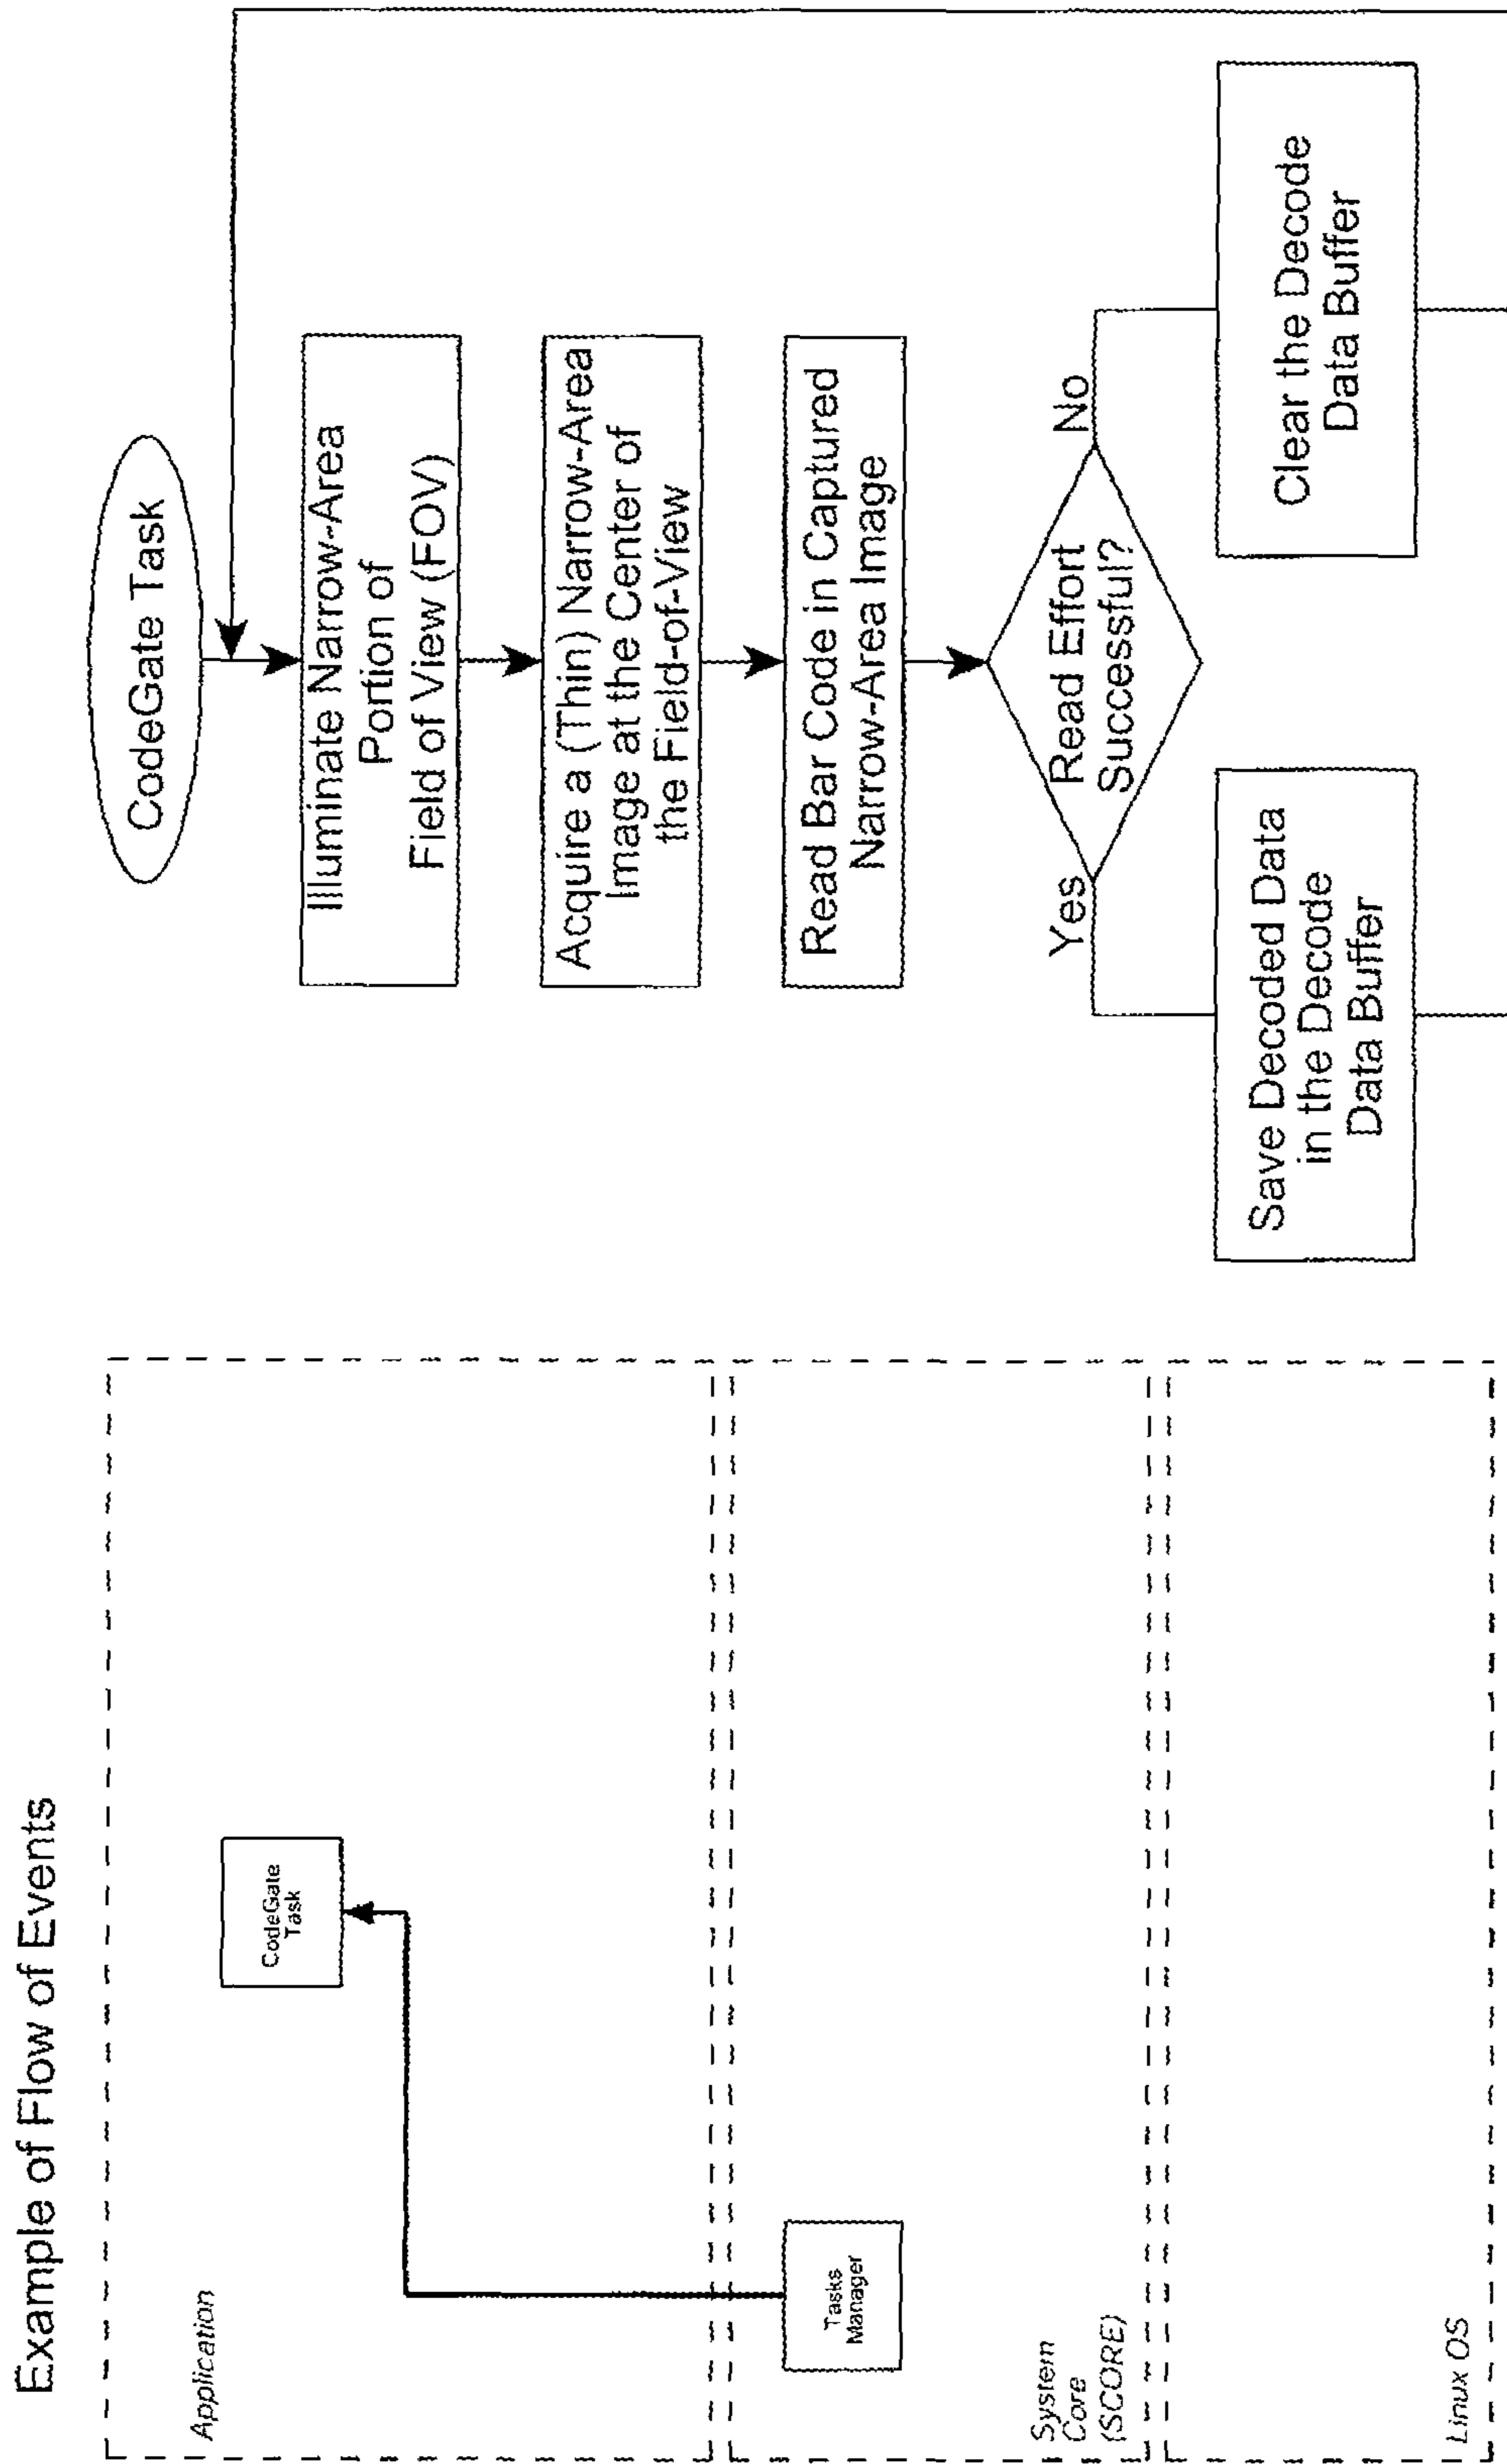 Example of Flow of Events
Application
CodeGate
Task
Tasks
Manager
System
Core
(SCORE)
Linux OS
CodeGate Task
Illuminate Narrow-Area
Portion of
Field of View (FOV)
Acquire a (Thin) Narrow-Area
Image at the Center of
the Field-of-View
Read Bar Code in Captured
Narrow-Area Image
Read Effort
Successful?
Yes
No
Save Decoded Data
in the Decode
Data Buffer
Clear the Decode
Data Buffer